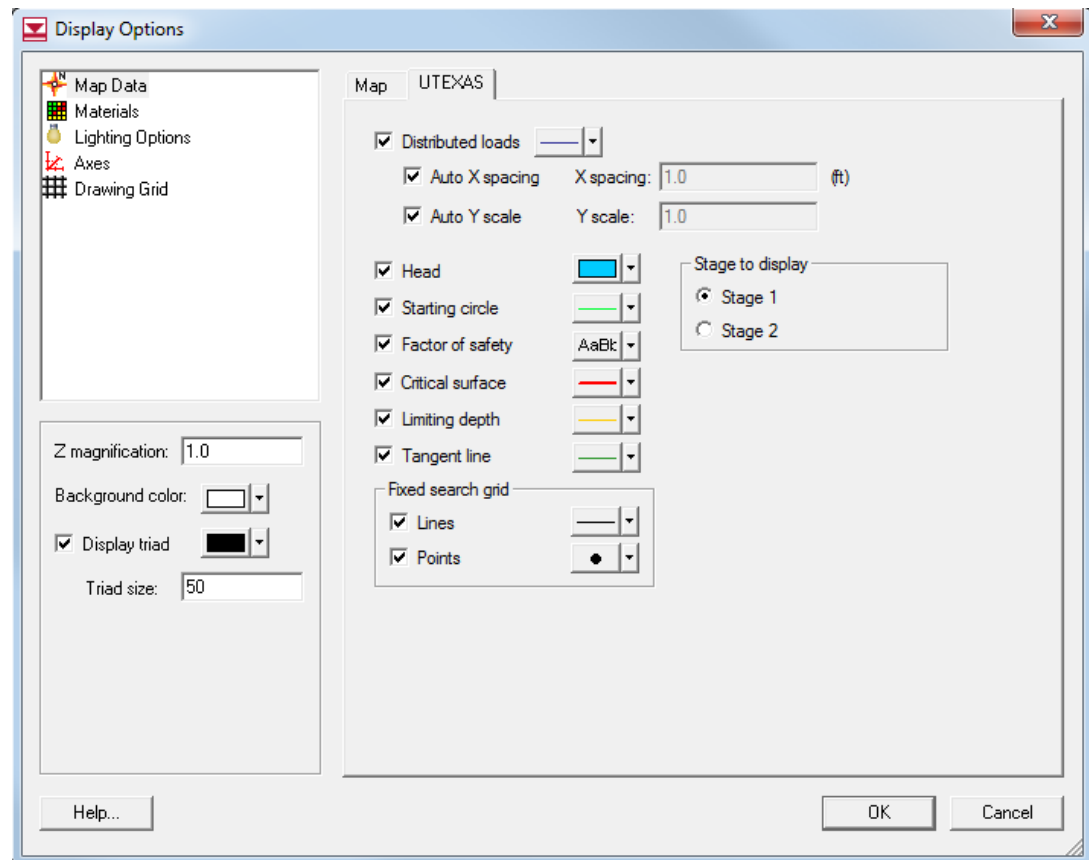 Display Options
Map Data
Materials
Lighting Options
Axes
Drawing Grid
Z magnification: 1.0
Background color:
Display triad
Triad size: 50
Map UTEXAS
Distributed loads
Auto X spacing X spacing: 1.0 (ft)
Auto Y scale Y scale: 1.0
Head
Starting circle
Factor of safety AaBb
Critical surface
Limiting depth
Tangent line
Fixed search grid
Lines
Points
Stage to display
Stage 1
Stage 2
Help... OK Cancel